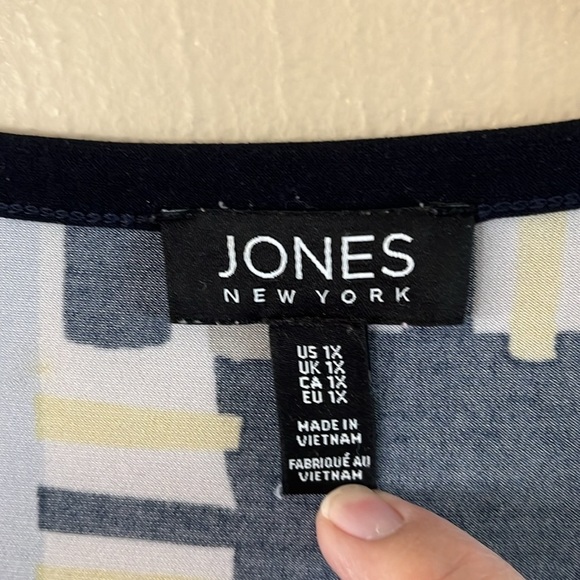 JONES
NEW YORK
US 1X
UK 1X
CA 1X
EU 1X
MADE IN
VIETNAM
FABRIQUÉ AU
VIETNAM